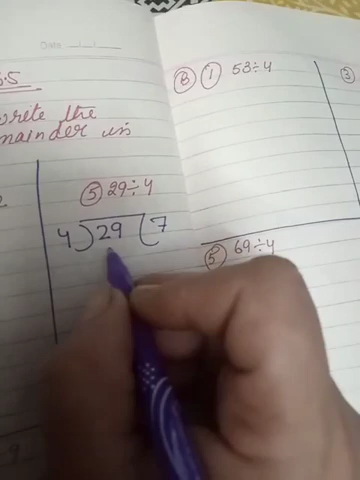 Date
B 1 53÷4
3
5.5
write the
mainder in
5 29÷4
4)29(7
5 69÷4